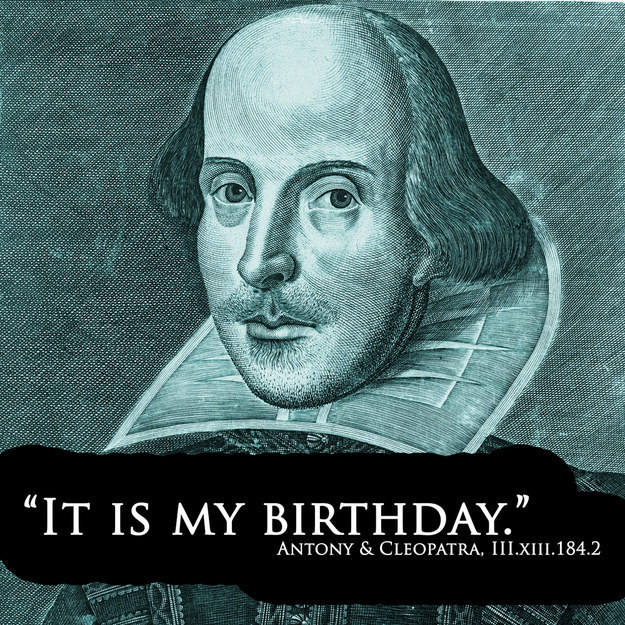 “It is my birthday.”
Antony & Cleopatra, III.xiii.184.2